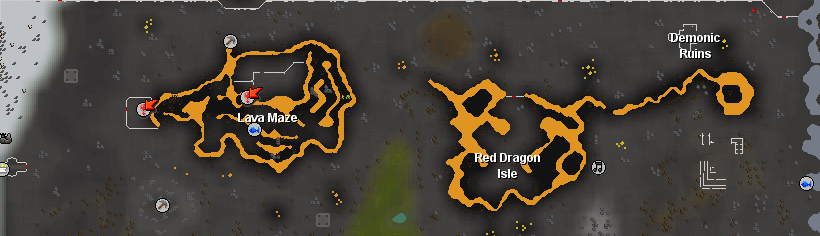 Demonic
Ruins
Lava Maze
Red Dragon
Isle